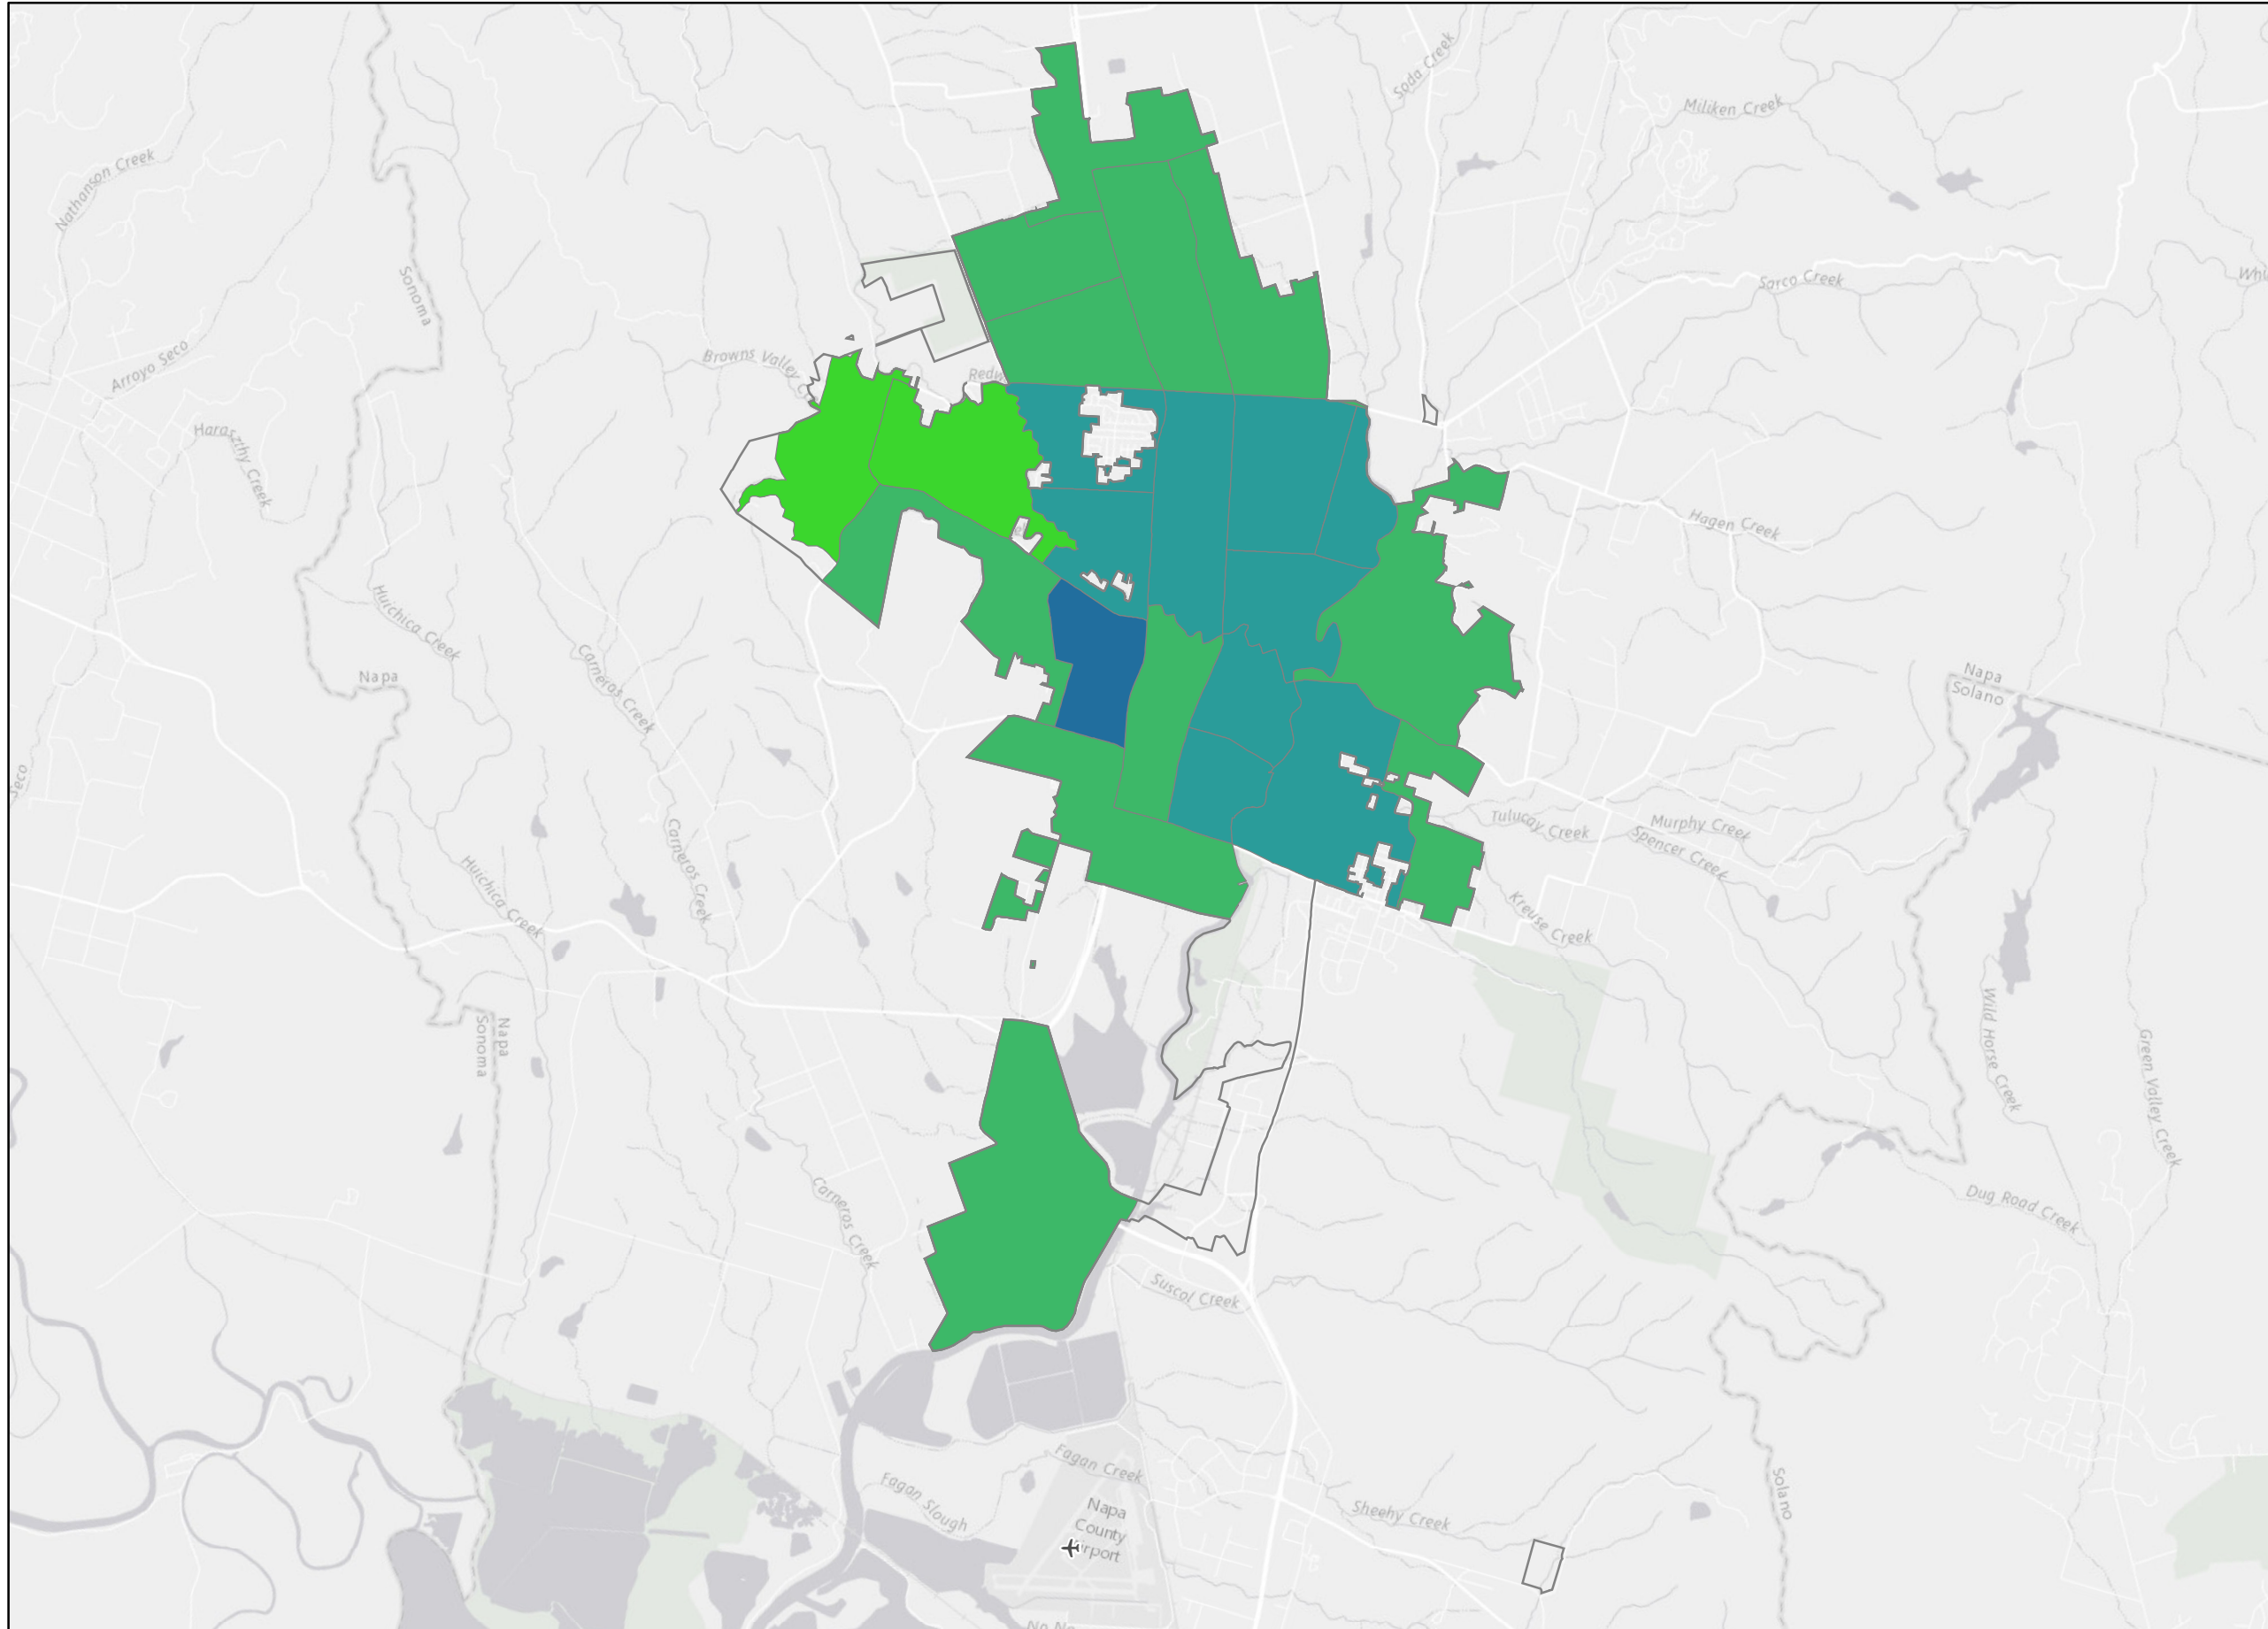 Soda Creek
Miliken Creek
Nathanson Creek
Sonoma
Sarco Creek
Arroyo Seco
Browns Valley
Haraszthy Creek
Hagen Creek
Huichica Creek
Carneros Creek
Napa
Napa
Solano
Seco
Tulucay Creek
Murphy Creek
Spencer Creek
Carneros Creek
Huichica Creek
Kreuse Creek
Napa
Sonoma
Wild Horse Creek
Green Valley Creek
Carneros Creek
Dug Road Creek
Suscol Creek
Fagan Creek
Fagan Slough
Napa
County
Airport
Sheehy Creek
Solano